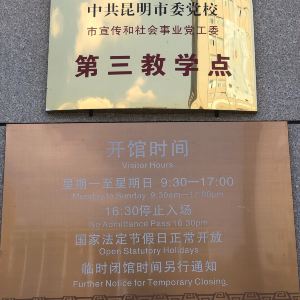 中共昆明市委党校
市宣传和社会事业党工委
第三教学点
开馆时间
Visitor Hours
星期一至星期日 9:30—17:00
Monday to Sunday 9:30am—17:00pm
16:30停止入场
No Admittance Pass 16:30pm
国家法定节假日正常开放
Open Statutory Holidays
临时闭馆时间另行通知
Further Notice for Temporary Closing